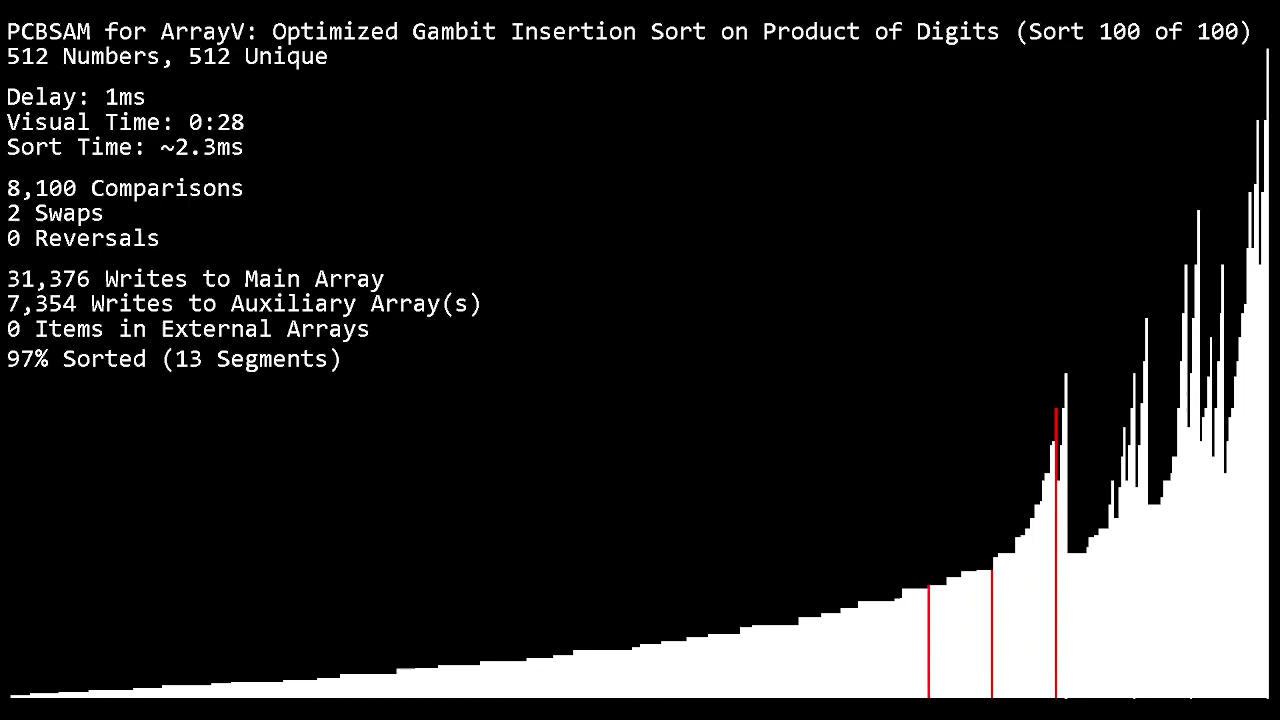 PCBSAM for ArrayV: Optimized Gambit Insertion Sort on Product of Digits (Sort 100 of 100)
512 Numbers, 512 Unique
Delay: 1ms
Visual Time: 0:28
Sort Time: ~2.3ms
8,100 Comparisons
2 Swaps
0 Reversals
31,376 Writes to Main Array
7,354 Writes to Auxiliary Array(s)
0 Items in External Arrays
97% Sorted (13 Segments)